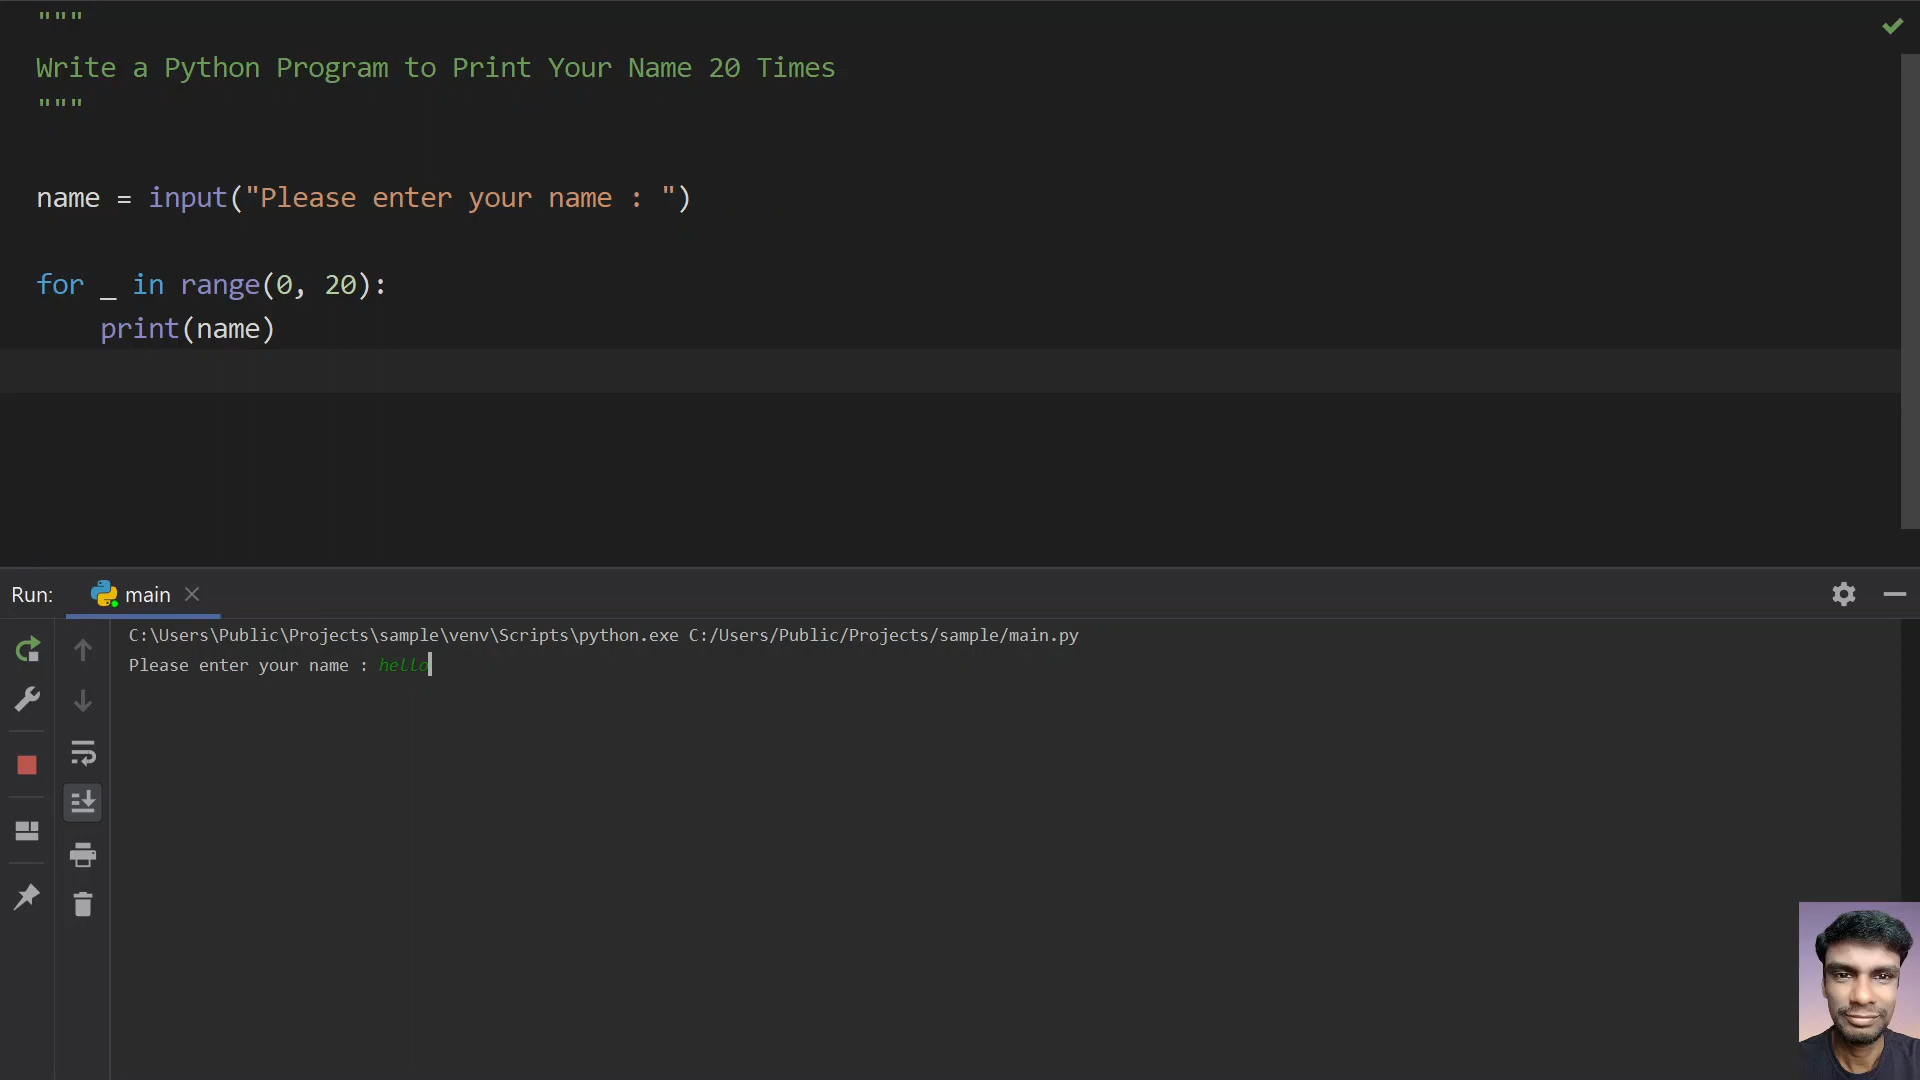 """
Write a Python Program to Print Your Name 20 Times
"""
name = input("Please enter your name : ")
for _ in range(0, 20):
    print(name)
Run: main
C:\Users\Public\Projects\sample\venv\Scripts\python.exe C:/Users/Public/Projects/sample/main.py
Please enter your name : hello